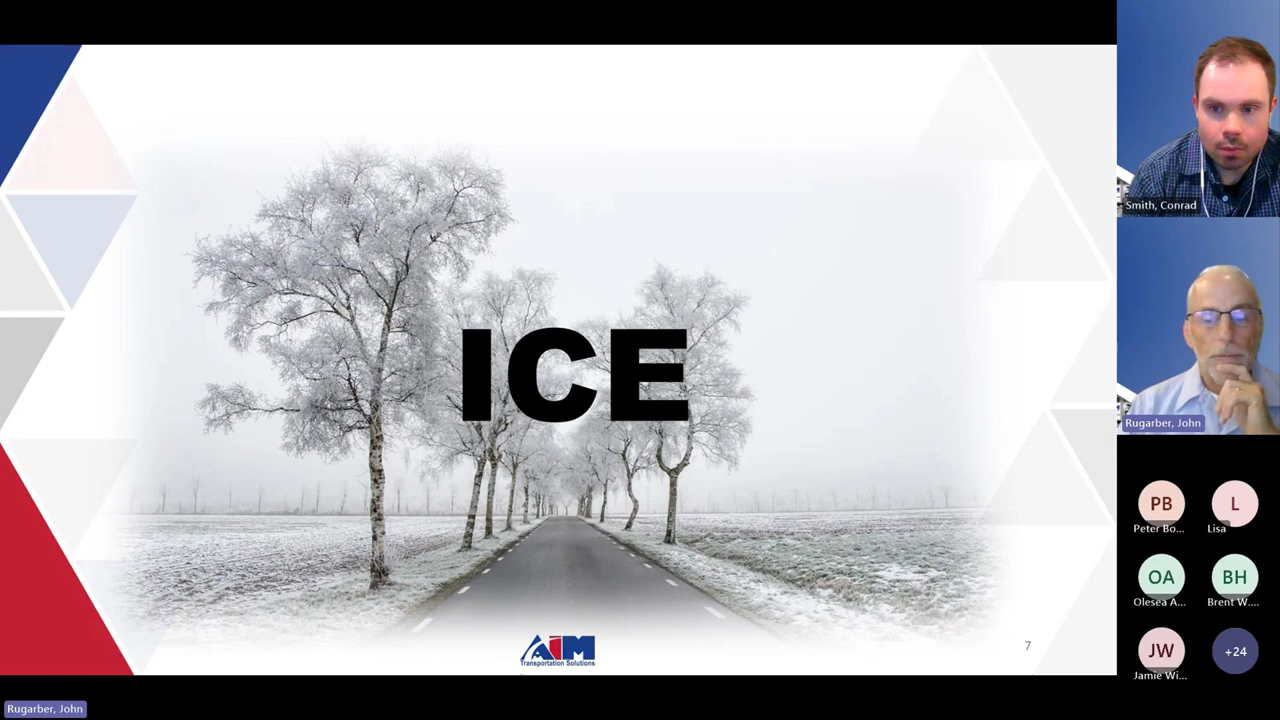 ICE
AIM
Transportation Solutions
7
Smith, Conrad
Rugarber, John
PB
Peter Bo...
L
Lisa
OA
Olesea A...
BH
Brent W....
JW
Jamie Wi...
+24
Rugarber, John